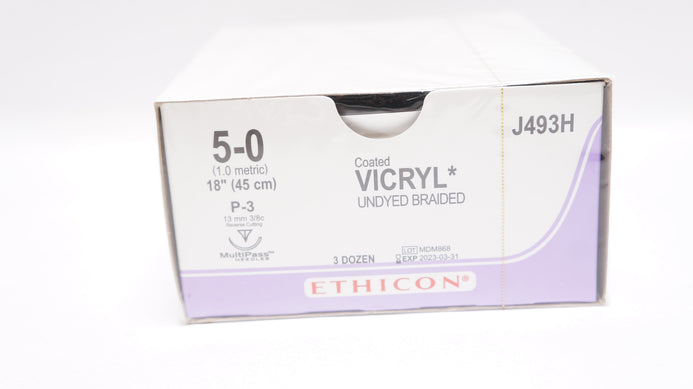 5-0
(1.0 metric)
18" (45 cm)
P-3
13 mm 3/8c
Reverse Cutting
MultiPass™
NEEDLES
Coated
VICRYL*
UNDYED BRAIDED
3 DOZEN
LOT MDM868
EXP 2023-03-31
J493H
ETHICON®